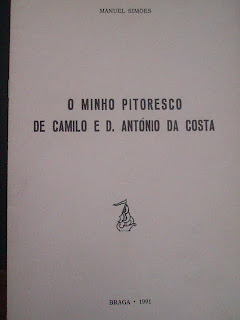 MANUEL SIMÕES
O MINHO PITORESCO
DE CAMILO E D. ANTÓNIO DA COSTA
BRAGA • 1991